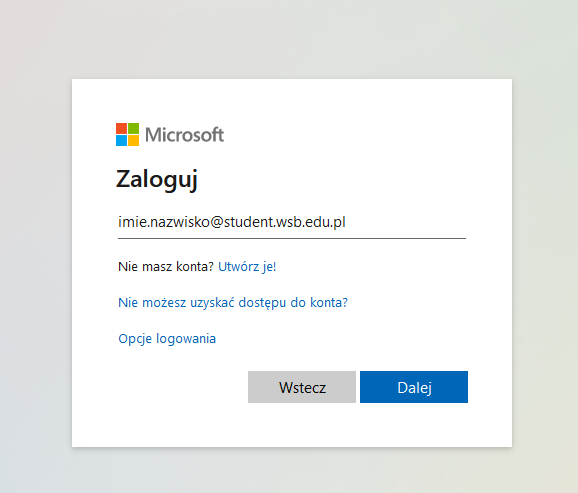 Microsoft
Zaloguj
imie.nazwisko@student.wsb.edu.pl
Nie masz konta? Utwórz je!
Nie możesz uzyskać dostępu do konta?
Opcje logowania
Wstecz Dalej